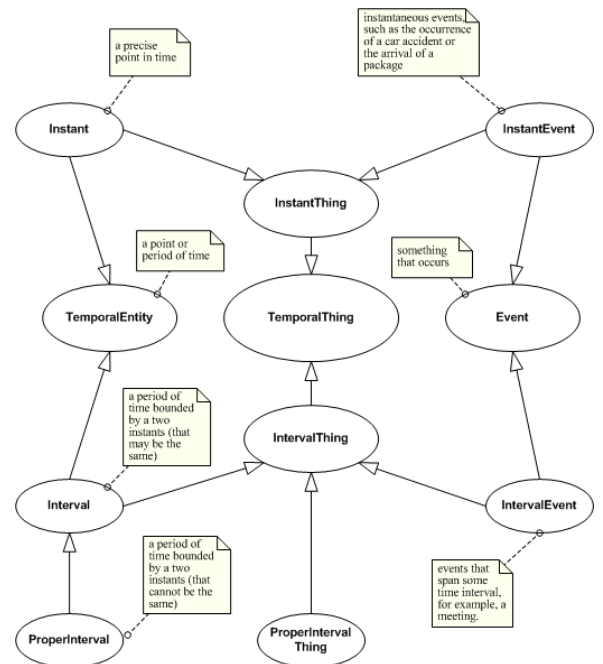 a precise
point in time
instantaneous events,
such as the occurrence
of a car accident or
the arrival of a
package
Instant
InstantEvent
InstantThing
a point or
period of time
something
that occurs
TemporalEntity
TemporalThing
Event
a period of
time bounded
by a two
instants (that
may be the
same)
IntervalThing
Interval
IntervalEvent
a period of
time bounded
by a two
instants (that
cannot be the
same)
events that
span some
time interval,
for example, a
meeting.
ProperInterval
ProperInterval
Thing